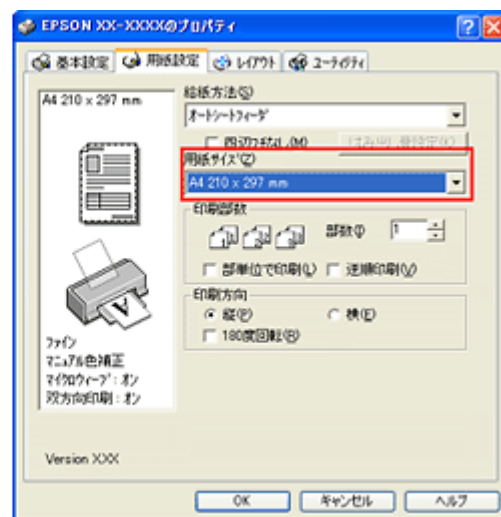 EPSON XX-XXXXのプロパティ
基本設定 用紙設定 レイアウト ユーティリティ
A4 210 x 297 mm
給紙方法(S)
オートシートフィーダ
四辺フチなし(M) はみ出し量設定(K)
用紙サイズ(Z)
A4 210 x 297 mm
印刷部数
部数(I) 1
部単位で印刷(L) 逆順印刷(V)
印刷方向
縦(P) 横(E)
180度回転(R)
ファイン
マニュアル色補正
マイクロウィーブ：オン
双方向印刷：オン
Version XXX
OK キャンセル ヘルプ